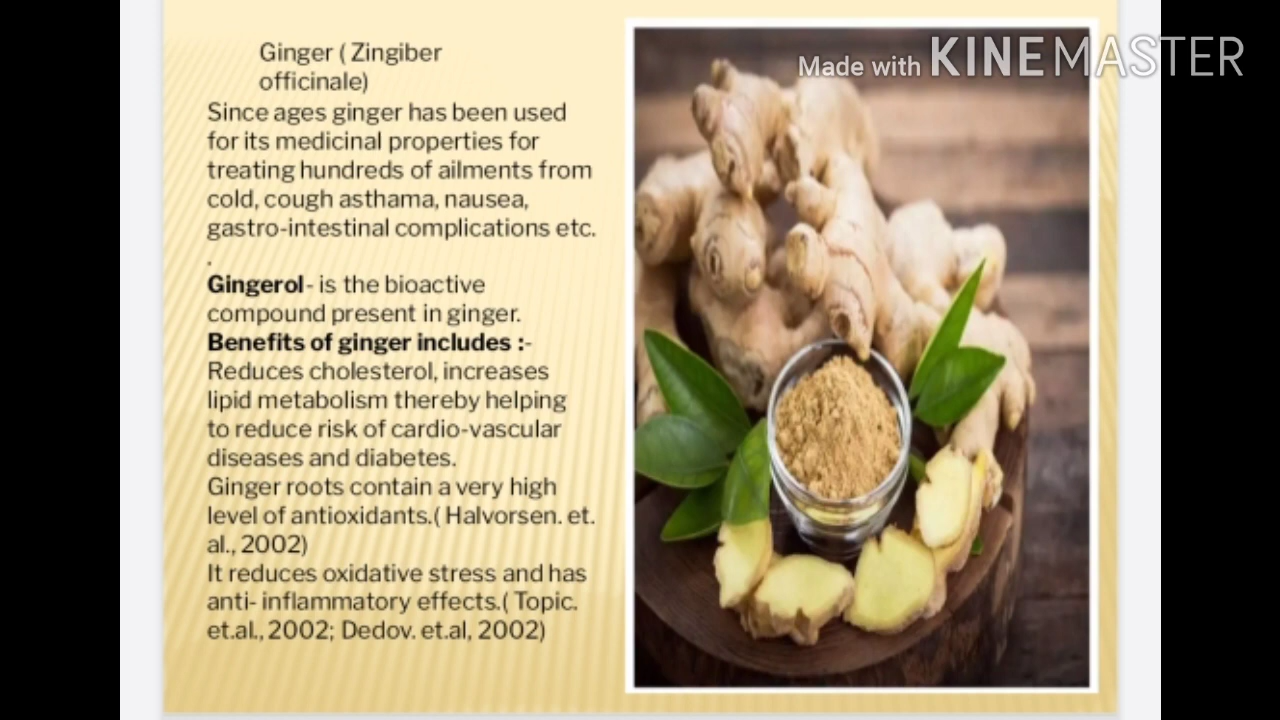 Ginger ( Zingiber
officinale)
Since ages ginger has been used
for its medicinal properties for
treating hundreds of ailments from
cold, cough asthama, nausea,
gastro-intestinal complications etc.
.
Gingerol- is the bioactive
compound present in ginger.
Benefits of ginger includes :-
Reduces cholesterol, increases
lipid metabolism thereby helping
to reduce risk of cardio-vascular
diseases and diabetes.
Ginger roots contain a very high
level of antioxidants.( Halvorsen. et.
al., 2002)
It reduces oxidative stress and has
anti- inflammatory effects.( Topic.
et.al., 2002; Dedov. et.al, 2002)
Made with KINEMASTER